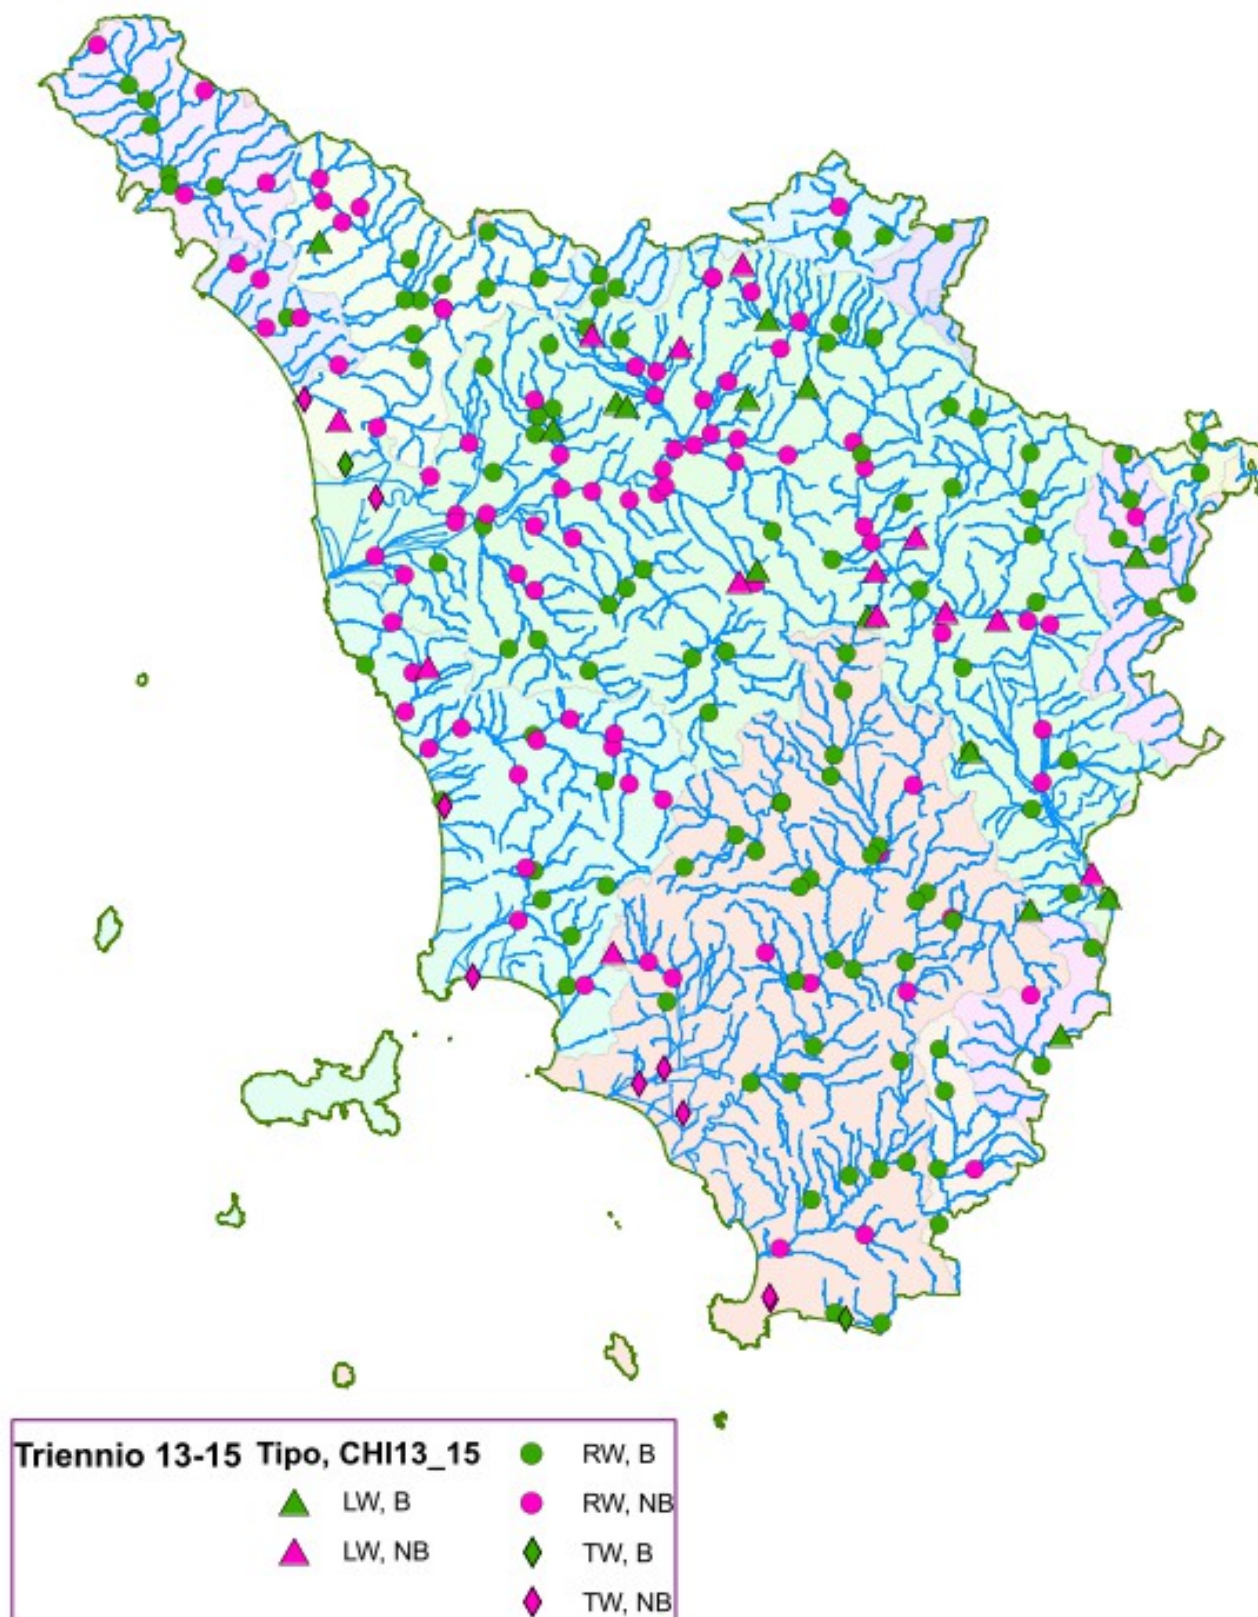 Triennio 13-15 Tipo, CHI13_15
LW, B
LW, NB
RW, B
RW, NB
TW, B
TW, NB